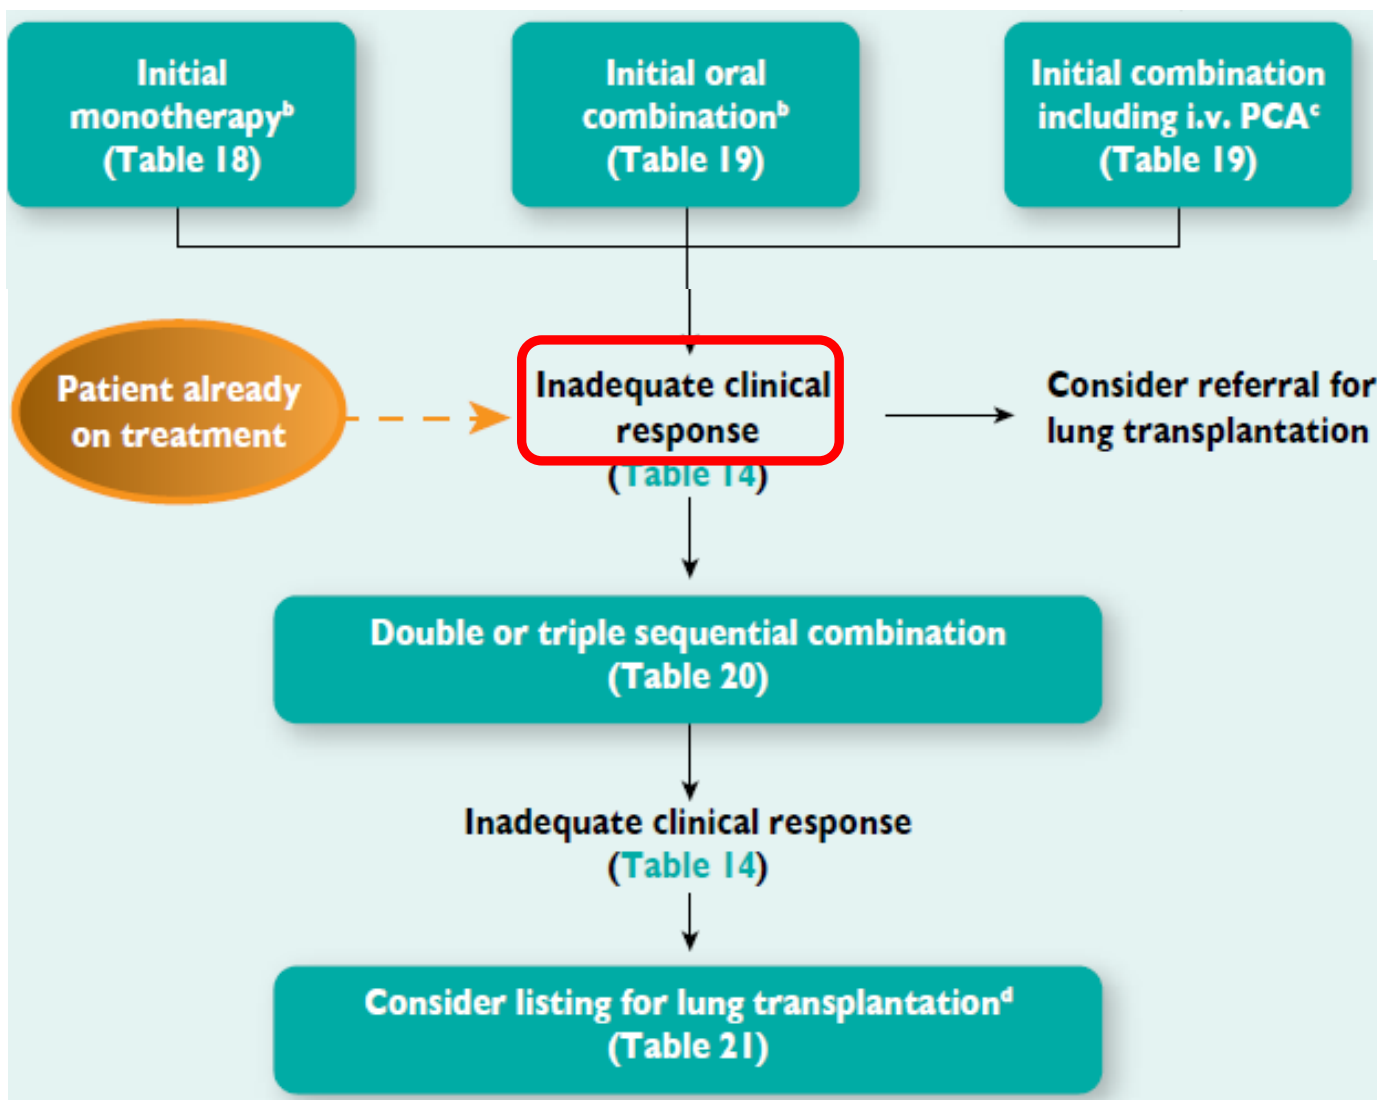 Initial
monotherapyᵇ
(Table 18)
Initial oral
combinationᵇ
(Table 19)
Initial combination
including i.v. PCAᶜ
(Table 19)
Patient already
on treatment
Inadequate clinical
response
(Table 14)
Consider referral for
lung transplantation
Double or triple sequential combination
(Table 20)
Inadequate clinical response
(Table 14)
Consider listing for lung transplantationᵈ
(Table 21)